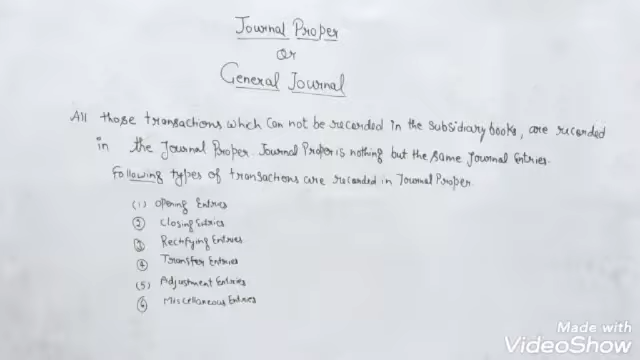 Journal Proper
or
General Journal
All those transactions which can not be recorded in the subsidiary books, are recorded
in the Journal Proper. Journal Proper is nothing but the same Journal Entries.
Following types of transactions are recorded in Journal Proper.
(1) Opening Entries
(2) Closing Entries
(3) Rectifying Entries
(4) Transfer Entries
(5) Adjustment Entries
(6) Miscellaneous Entries
Made with
VideoShow